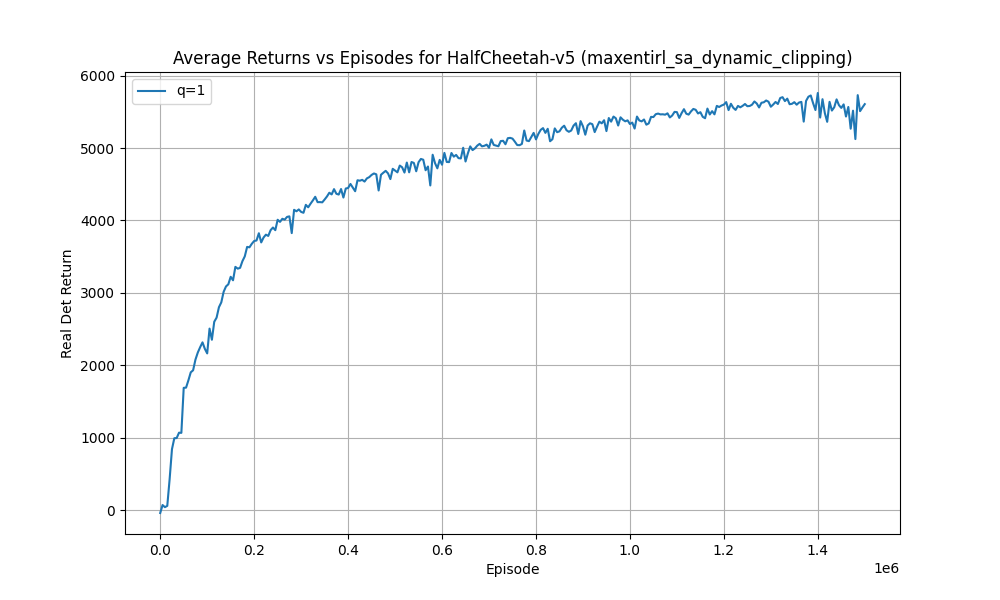 Average Returns vs Episodes for HalfCheetah-v5 (maxentirl_sa_dynamic_clipping)
q=1
6000
5000
4000
3000
2000
1000
0
Real Det Return
0.0 0.2 0.4 0.6 0.8 1.0 1.2 1.4
1e6
Episode